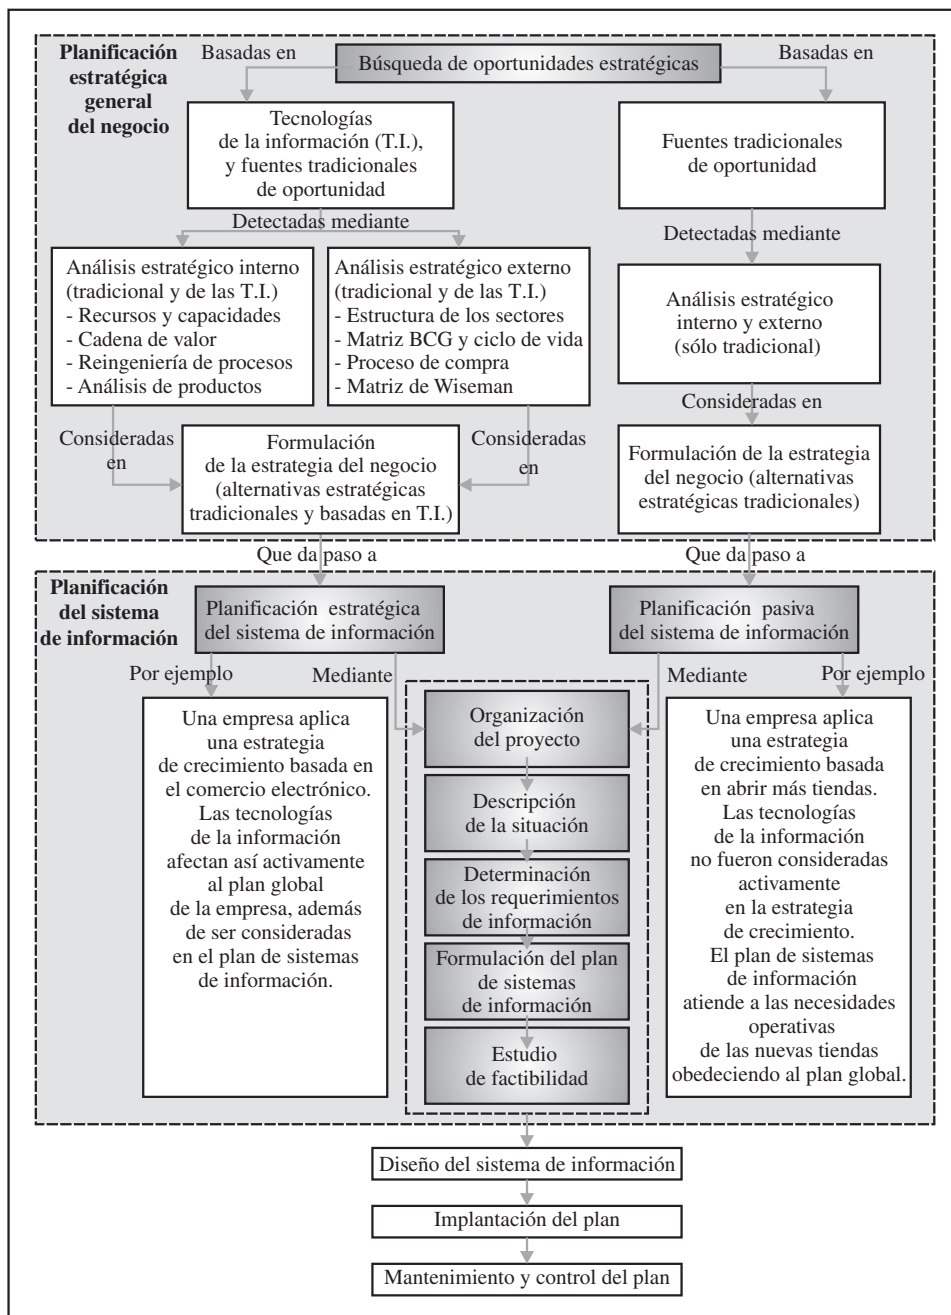 Planificación
estratégica
general
del negocio
Basadas en
Búsqueda de oportunidades estratégicas
Basadas en
Tecnologías
de la información (T.I.),
y fuentes tradicionales
de oportunidad
Fuentes tradicionales
de oportunidad
Detectadas mediante
Detectadas mediante
Análisis estratégico interno
(tradicional y de las T.I.)
- Recursos y capacidades
- Cadena de valor
- Reingeniería de procesos
- Análisis de productos
Análisis estratégico externo
(tradicional y de las T.I.)
- Estructura de los sectores
- Matriz BCG y ciclo de vida
- Proceso de compra
- Matriz de Wiseman
Análisis estratégico
interno y externo
(sólo tradicional)
Consideradas
en
Consideradas
en
Consideradas en
Formulación
de la estrategia del negocio
(alternativas estratégicas
tradicionales y basadas en T.I.)
Formulación de la estrategia
del negocio (alternativas
estratégicas tradicionales)
Que da paso a
Que da paso a
Planificación
del sistema
de información
Planificación estratégica
del sistema de información
Planificación pasiva
del sistema de información
Por ejemplo
Mediante
Mediante
Por ejemplo
Una empresa aplica
una estrategia
de crecimiento basada en
el comercio electrónico.
Las tecnologías
de la información
afectan así activamente
al plan global
de la empresa, además
de ser consideradas
en el plan de sistemas
de información.
Organización
del proyecto
Descripción
de la situación
Determinación
de los requerimientos
de información
Formulación del plan
de sistemas
de información
Estudio
de factibilidad
Una empresa aplica
una estrategia
de crecimiento basada
en abrir más tiendas.
Las tecnologías
de la información
no fueron consideradas
activamente
en la estrategia
de crecimiento.
El plan de sistemas
de información
atiende a las necesidades
operativas
de las nuevas tiendas
obedeciendo al plan global.
Diseño del sistema de información
Implantación del plan
Mantenimiento y control del plan